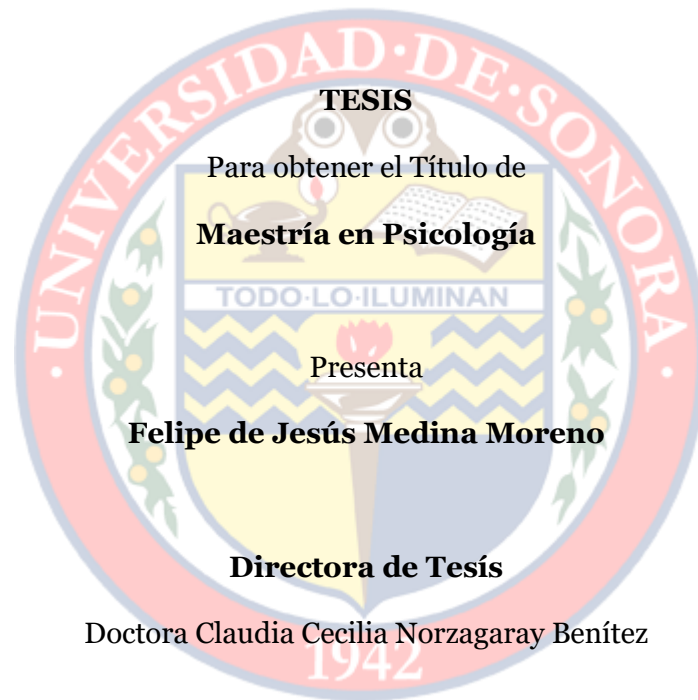 UNIVERSIDAD·DE·SONORA
TESIS
Para obtener el Título de
Maestría en Psicología
TODO·LO·ILUMINAN
Presenta
Felipe de Jesús Medina Moreno
Directora de Tesís
Doctora Claudia Cecilia Norzagaray Benítez
1942